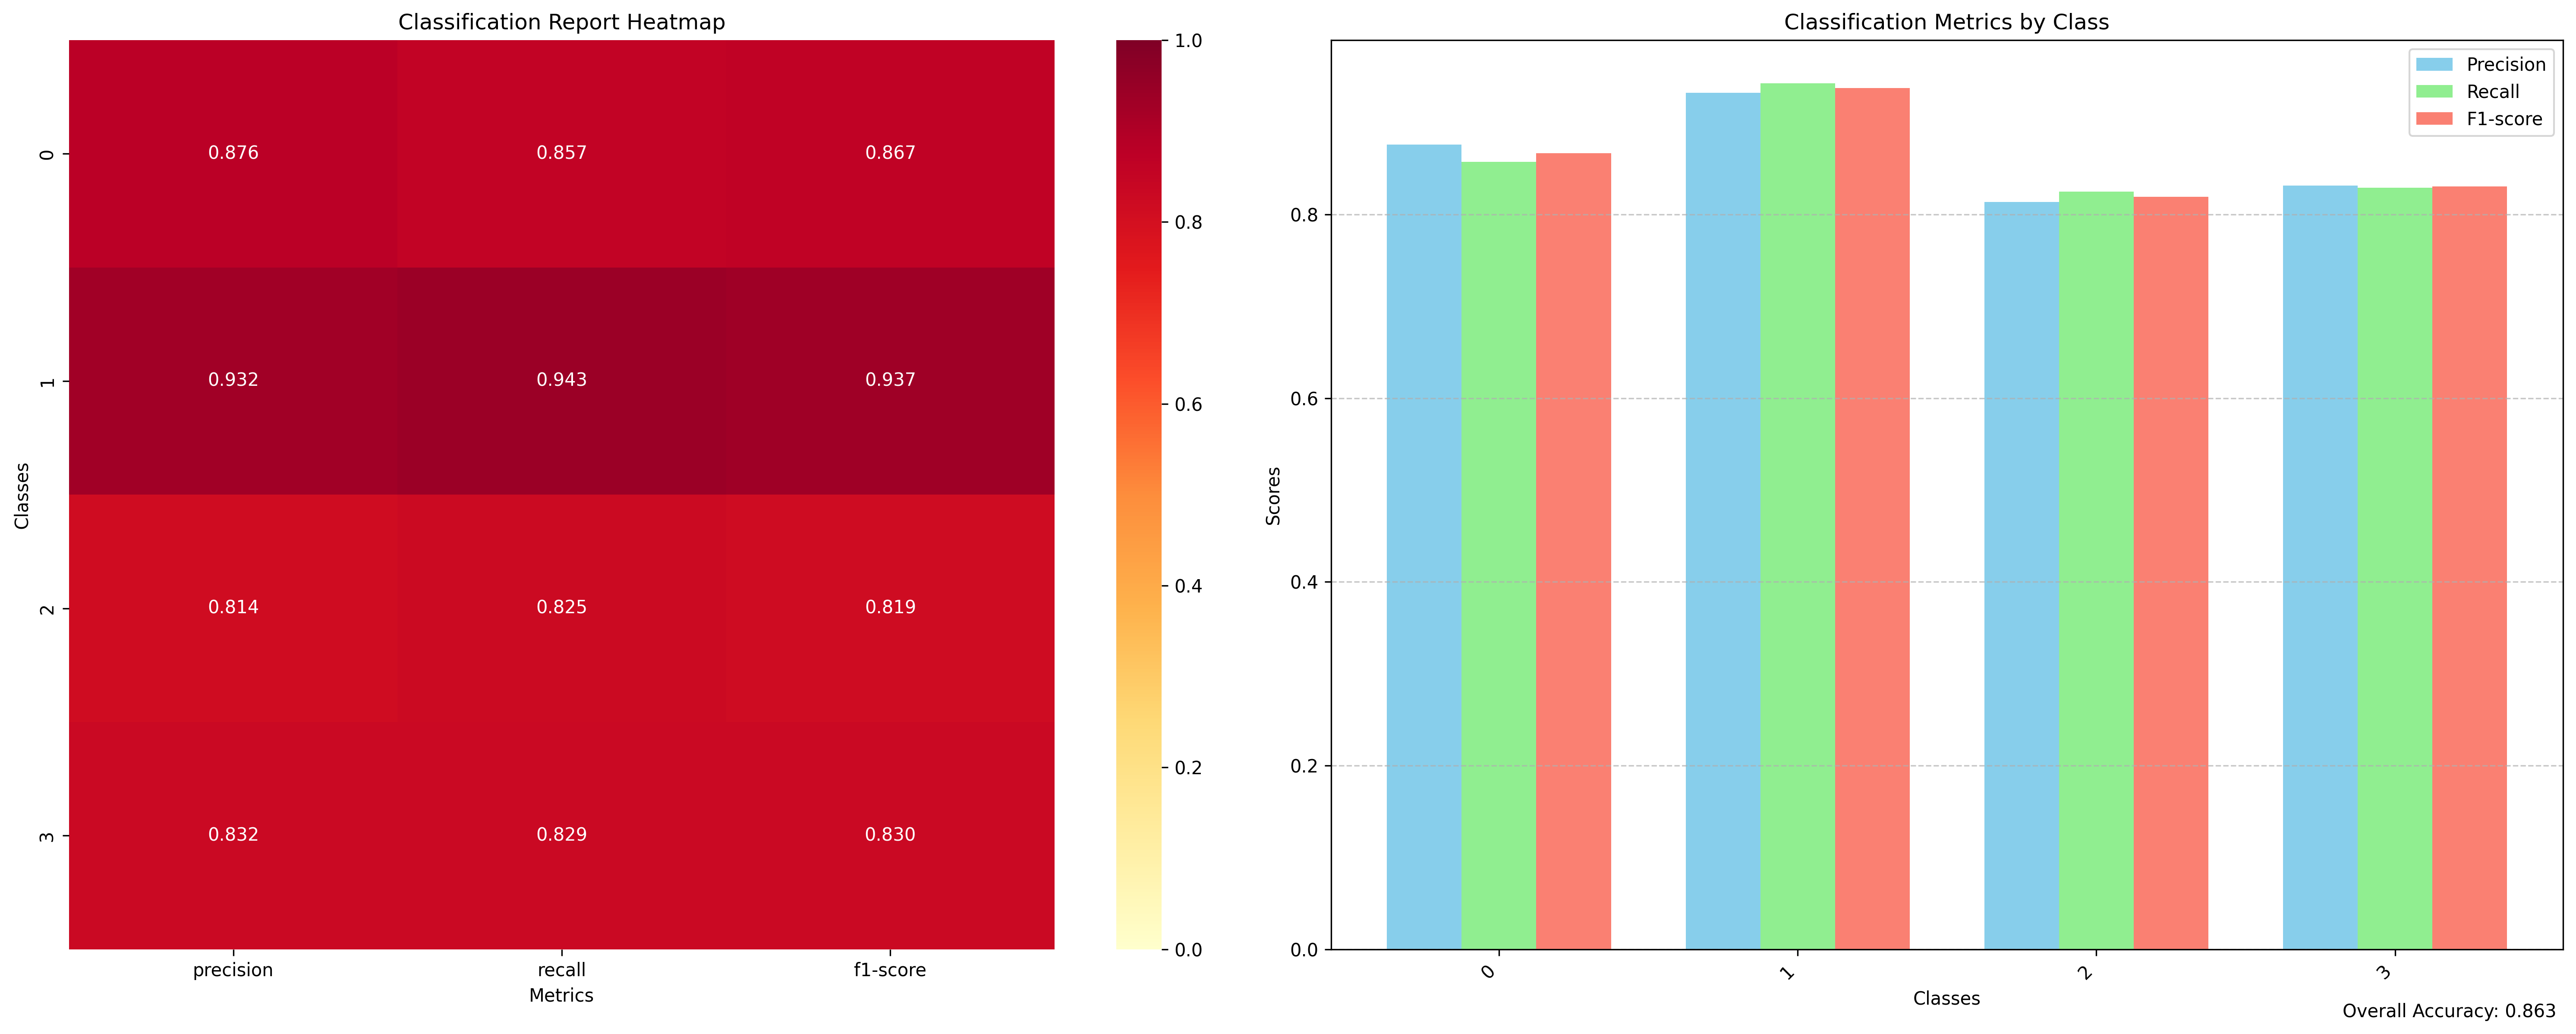 Classification Report Heatmap
Classes
0
1
2
3
0.876 0.857 0.867
0.932 0.943 0.937
0.814 0.825 0.819
0.832 0.829 0.830
precision recall f1-score
Metrics
1.0
0.8
0.6
0.4
0.2
0.0
Classification Metrics by Class
Precision
Recall
F1-score
Scores
0.8
0.6
0.4
0.2
0.0
0 1 2 3
Classes
Overall Accuracy: 0.863